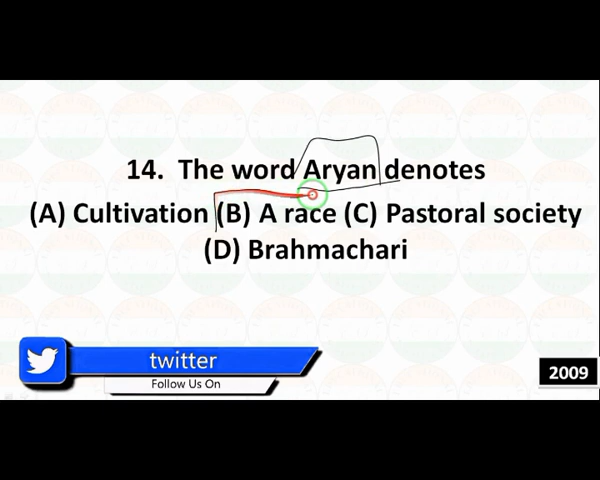 14. The word Aryan denotes
(A) Cultivation (B) A race (C) Pastoral society
(D) Brahmachari
twitter
Follow Us On
2009